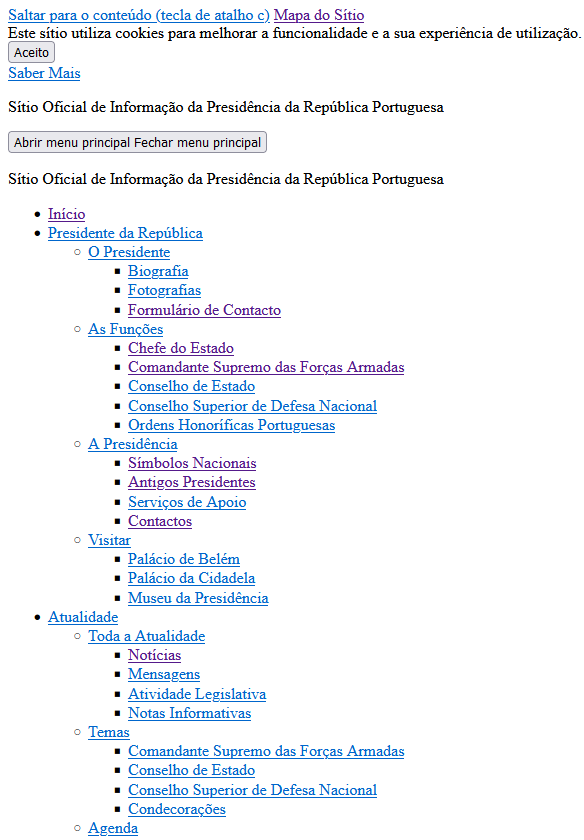 Saltar para o conteúdo (tecla de atalho c) Mapa do Sítio
Este sítio utiliza cookies para melhorar a funcionalidade e a sua experiência de utilização.
Aceito
Saber Mais
Sítio Oficial de Informação da Presidência da República Portuguesa
Abrir menu principal Fechar menu principal
Sítio Oficial de Informação da Presidência da República Portuguesa
Início
Presidente da República
O Presidente
Biografia
Fotografias
Formulário de Contacto
As Funções
Chefe do Estado
Comandante Supremo das Forças Armadas
Conselho de Estado
Conselho Superior de Defesa Nacional
Ordens Honoríficas Portuguesas
A Presidência
Símbolos Nacionais
Antigos Presidentes
Serviços de Apoio
Contactos
Visitar
Palácio de Belém
Palácio da Cidadela
Museu da Presidência
Atualidade
Toda a Atualidade
Notícias
Mensagens
Atividade Legislativa
Notas Informativas
Temas
Comandante Supremo das Forças Armadas
Conselho de Estado
Conselho Superior de Defesa Nacional
Condecorações
Agenda